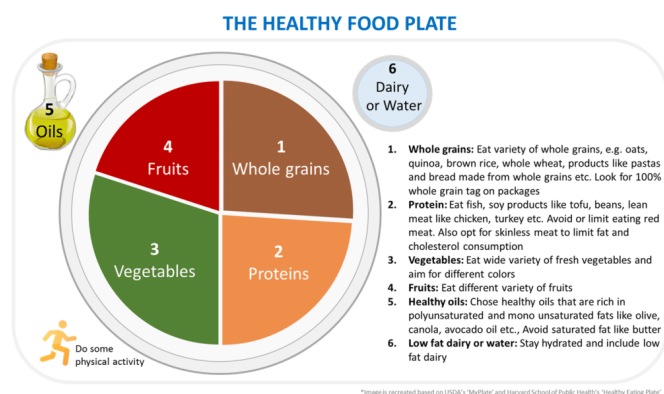 THE HEALTHY FOOD PLATE
5
Oils
6
Dairy
or Water
4
Fruits
1
Whole grains
3
Vegetables
2
Proteins
Do some
physical activity
1. Whole grains: Eat variety of whole grains, e.g. oats,
quinoa, brown rice, whole wheat, products like pastas
and bread made from whole grains etc. Look for 100%
whole grain tag on packages
2. Protein: Eat fish, soy products like tofu, beans, lean
meat like chicken, turkey etc. Avoid or limit eating red
meat. Also opt for skinless meat to limit fat and
cholesterol consumption
3. Vegetables: Eat wide variety of fresh vegetables and
aim for different colors
4. Fruits: Eat different variety of fruits
5. Healthy oils: Chose healthy oils that are rich in
polyunsaturated and mono unsaturated fats like olive,
canola, avocado oil etc., Avoid saturated fat like butter
6. Low fat dairy or water: Stay hydrated and include low
fat dairy
*Image is recreated based on USDA's 'MyPlate' and Harvard School of Public Health's 'Healthy Eating Plate'